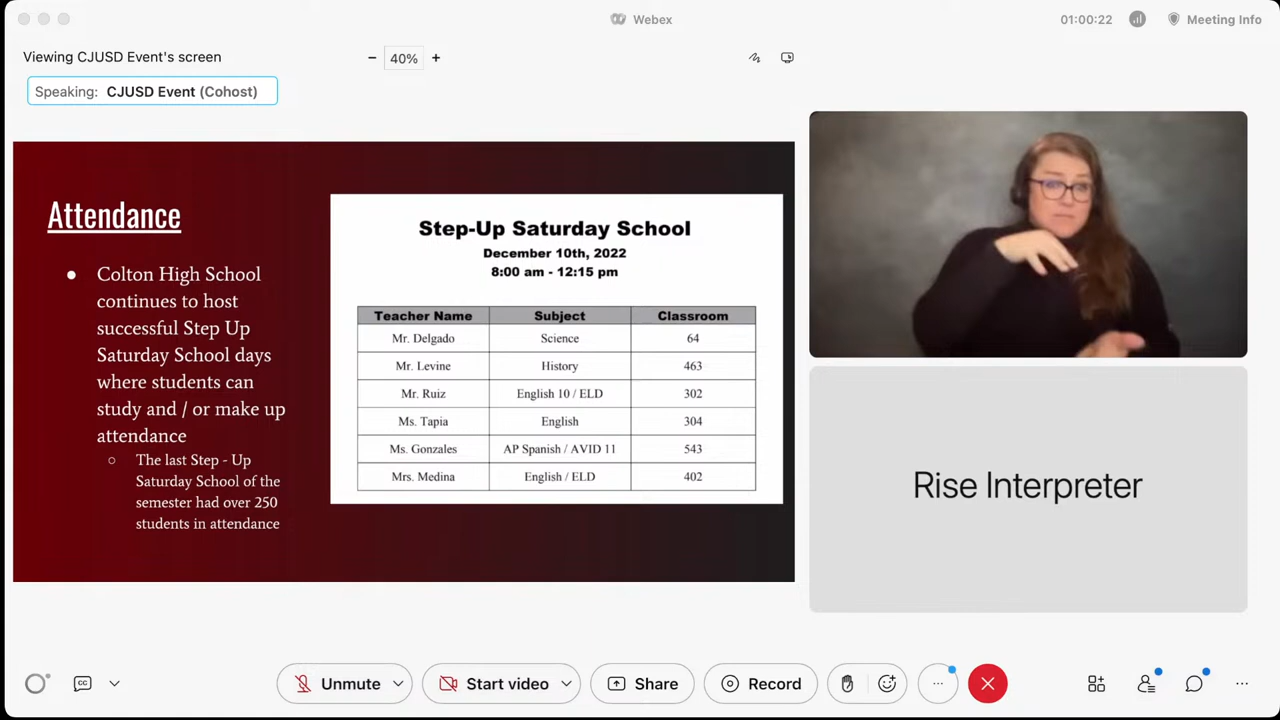 Webex
01:00:22
Meeting Info
Viewing CJUSD Event's screen
− 40% +
Speaking: CJUSD Event (Cohost)
Attendance
● Colton High School
continues to host
successful Step Up
Saturday School days
where students can
study and / or make up
attendance
○ The last Step - Up
Saturday School of the
semester had over 250
students in attendance
Step-Up Saturday School
December 10th, 2022
8:00 am - 12:15 pm
Teacher Name Subject Classroom
Mr. Delgado Science 64
Mr. Levine History 463
Mr. Ruiz English 10 / ELD 302
Ms. Tapia English 304
Ms. Gonzales AP Spanish / AVID 11 543
Mrs. Medina English / ELD 402
Rise Interpreter
CC
Unmute
Start video
Share
Record